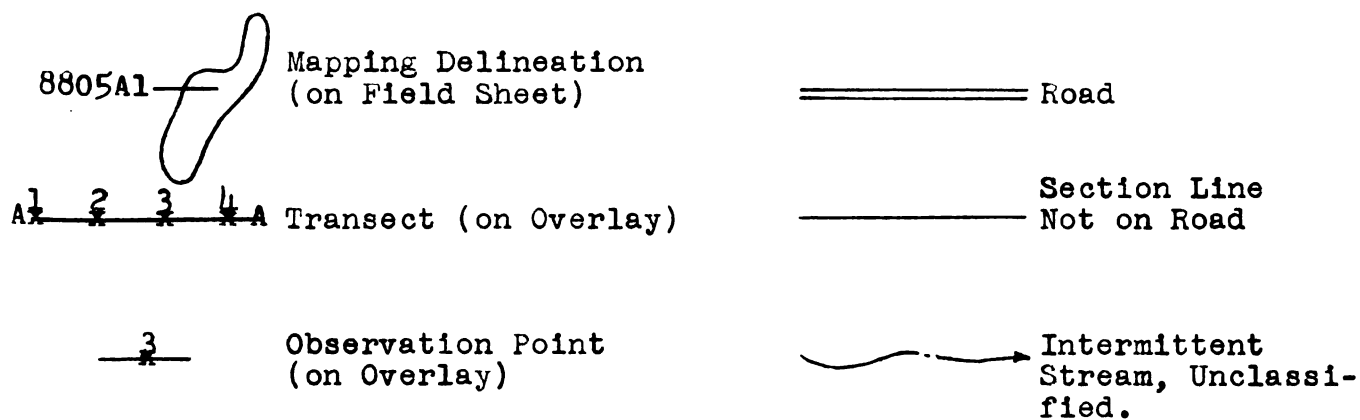 8805A1
Mapping Delineation
(on Field Sheet)
A 1 2 3 4 A
Transect (on Overlay)
3
Observation Point
(on Overlay)
Road
Section Line
Not on Road
Intermittent
Stream, Unclassi-
fied.